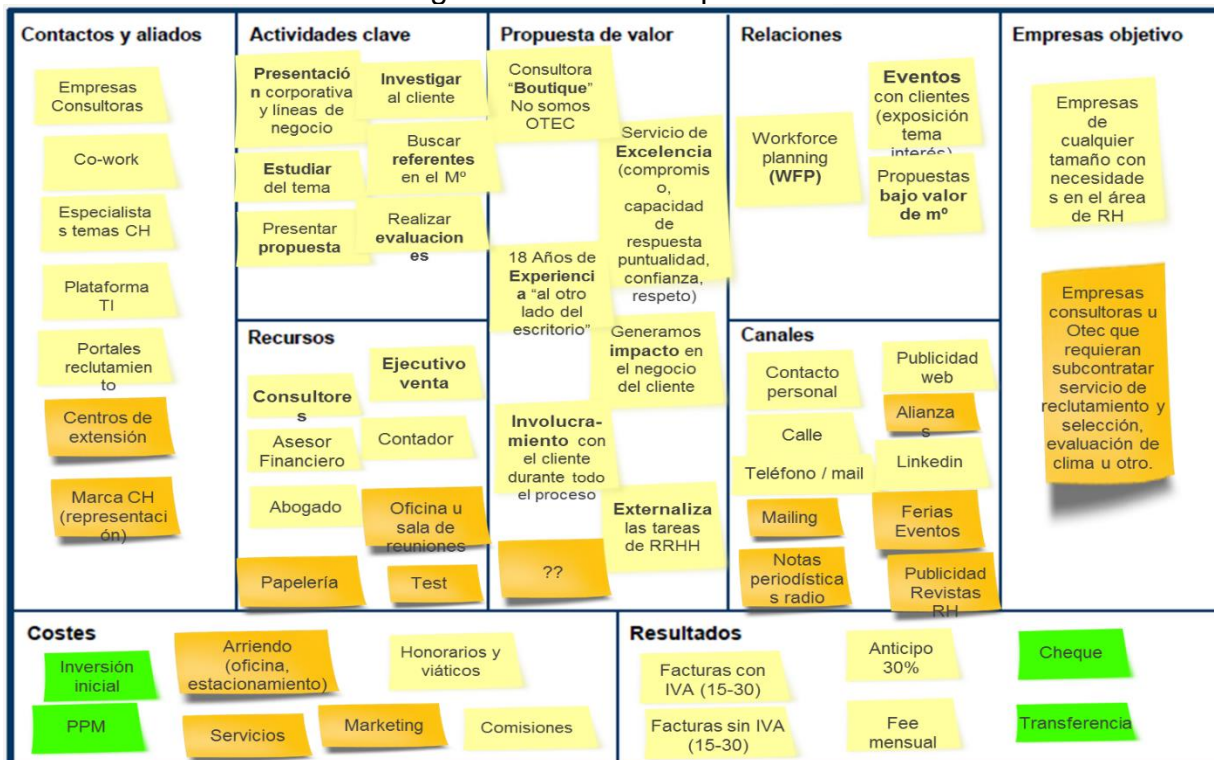 Contactos y aliados
Empresas
Consultoras
Co-work
Especialista
s temas CH
Plataforma
TI
Portales
reclutamien
to
Centros de
extensión
Marca CH
(representaci
ón)
Actividades clave
Presentació
n corporativa
y líneas de
negocio
Investigar
al cliente
Estudiar
del tema
Buscar
referentes
en el Mº
Presentar
propuesta
Realizar
evaluacion
es
Recursos
Consultore
s
Ejecutivo
venta
Asesor
Financiero
Contador
Abogado
Oficina u
sala de
reuniones
Papelería
Test
Propuesta de valor
Consultora
“Boutique”
No somos
OTEC
Servicio de
Excelencia
(compromis
o,
capacidad
de
respuesta
puntualidad,
confianza,
respeto)
18 Años de
Experienci
a “al otro
lado del
escritorio”
Generamos
impacto en
el negocio
del cliente
Involucra-
miento con
el cliente
durante todo
el proceso
Externaliza
las tareas
de RRHH
??
Relaciones
Workforce
planning
(WFP)
Eventos
con clientes
(exposición
tema
interés)
Propuestas
bajo valor
de mº
Canales
Contacto
personal
Publicidad
web
Calle
Alianza
s
Teléfono / mail
Linkedin
Mailing
Ferias
Eventos
Notas
periodística
s radio
Publicidad
Revistas
RH
Empresas objetivo
Empresas
de
cualquier
tamaño con
necesidade
s en el área
de RH
Empresas
consultoras u
Otec que
requieran
subcontratar
servicio de
reclutamiento y
selección,
evaluación de
clima u otro.
Costes
Inversión
inicial
Arriendo
(oficina,
estacionamiento)
Honorarios y
viáticos
PPM
Servicios
Marketing
Comisiones
Resultados
Facturas con
IVA (15-30)
Anticipo
30%
Cheque
Facturas sin IVA
(15-30)
Fee
mensual
Transferencia